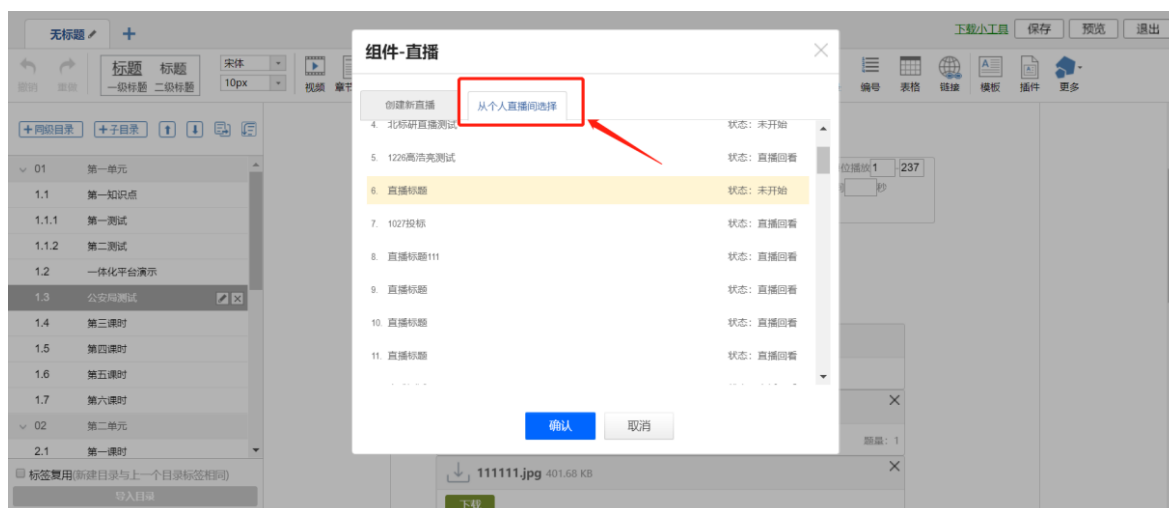 无标题
下载小工具 保存 预览 退出
标题 标题
一级标题 二级标题
宋体
10px
撤销 重做
视频 章节
编号 表格 链接 模板 插件 更多
组件-直播
创建新直播 从个人直播间选择
4. 北标研直播测试 状态：未开始
5. 1226高浩亮测试 状态：直播回看
6. 直播标题 状态：未开始
7. 1027投标 状态：直播回看
8. 直播标题111 状态：直播回看
9. 直播标题 状态：直播回看
10. 直播标题 状态：直播回看
11. 直播标题 状态：直播回看
确认 取消
+同级目录 +子目录
01 第一单元
1.1 第一知识点
1.1.1 第一测试
1.1.2 第二测试
1.2 一体化平台演示
1.3 公安局测试
1.4 第三课时
1.5 第四课时
1.6 第五课时
1.7 第六课时
02 第二单元
2.1 第一课时
标签复用(新建目录与上一个目录标签相同)
导入目录
位播放 1 237
秒
题量：1
111111.jpg 401.68 KB
下载